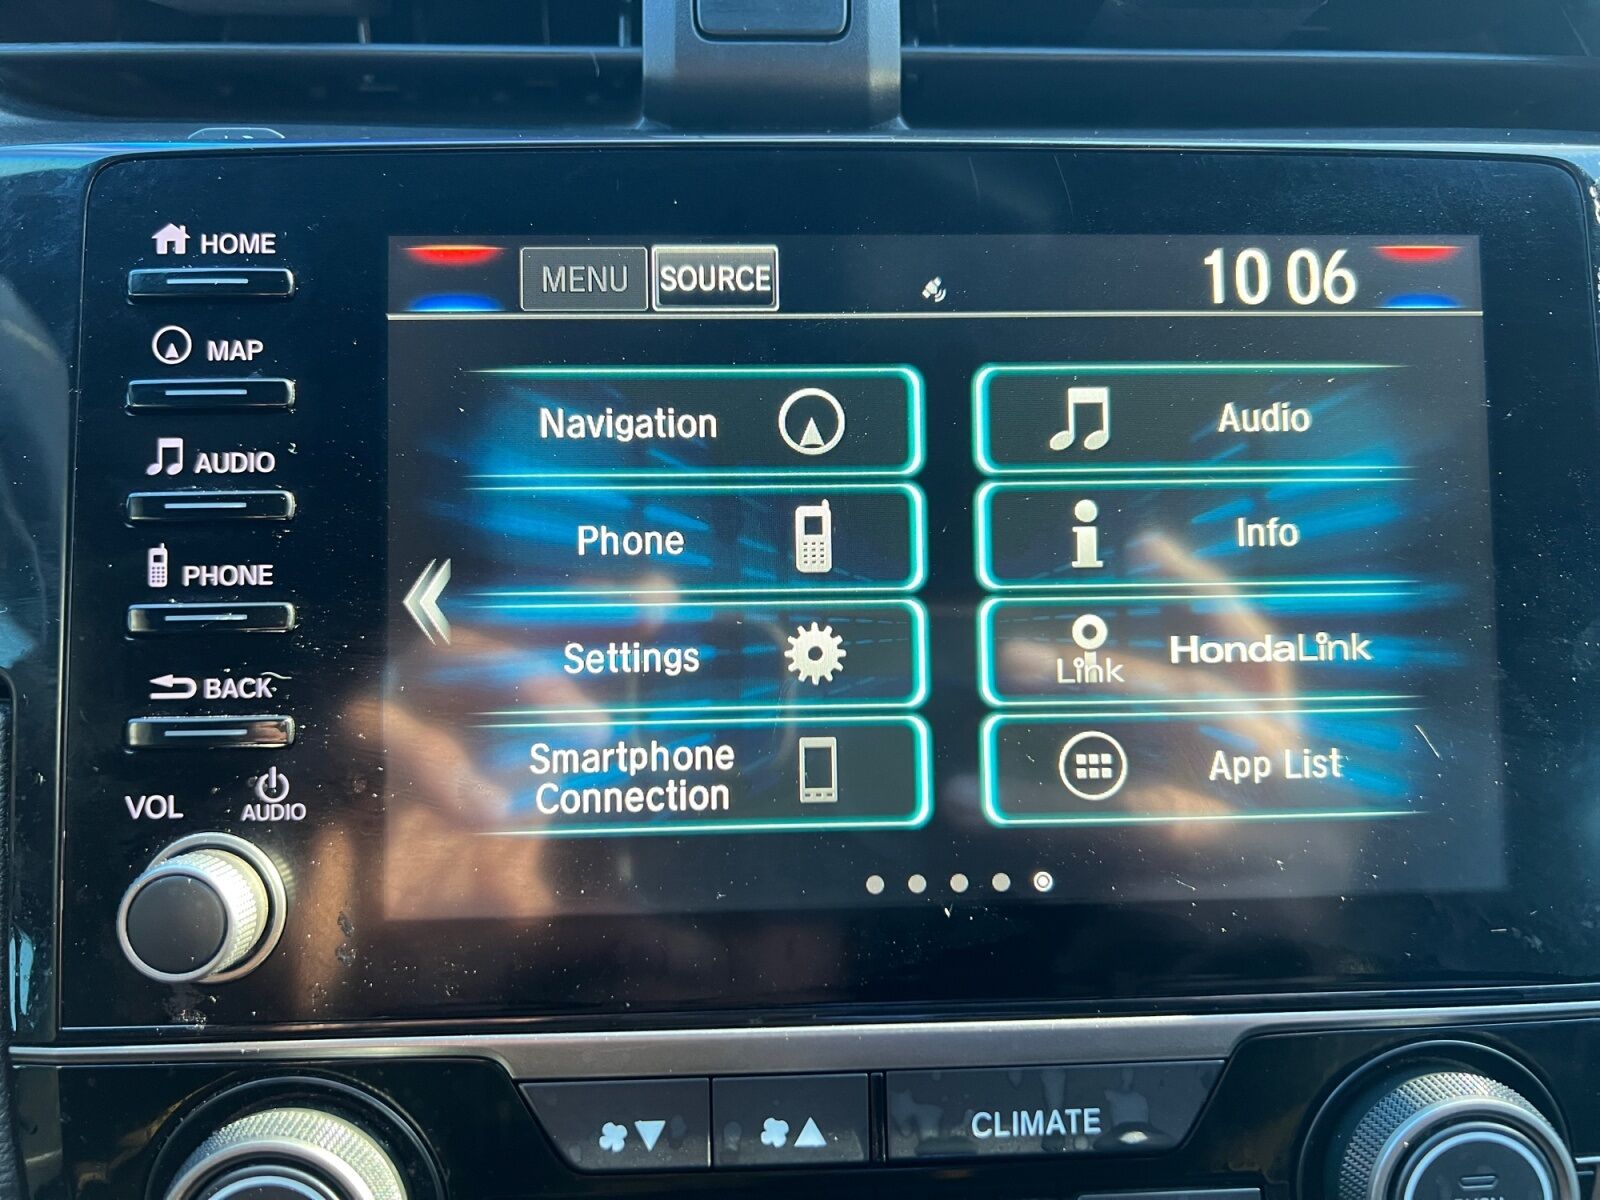 HOME
MAP
AUDIO
PHONE
BACK
VOL
AUDIO
MENU
SOURCE
10 06
Navigation
Audio
Phone
Info
Settings
Link
HondaLink
Smartphone
Connection
App List
CLIMATE